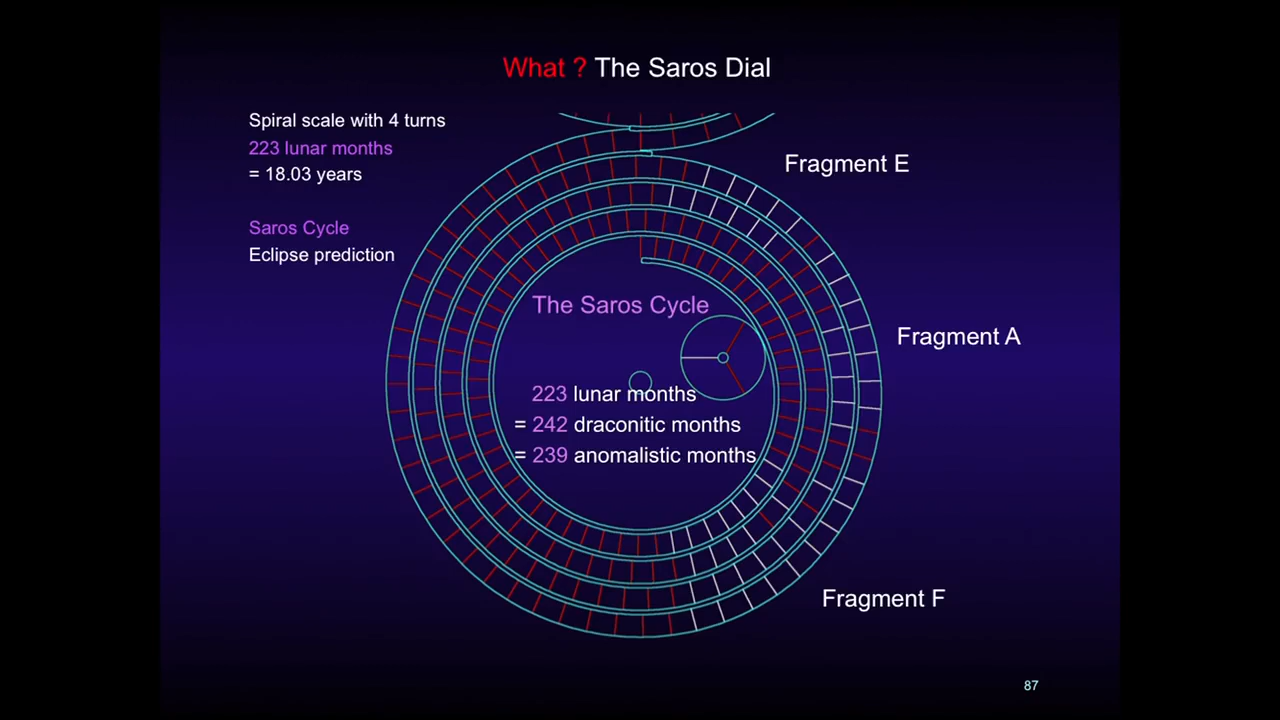 What ? The Saros Dial
Spiral scale with 4 turns
223 lunar months
= 18.03 years
Saros Cycle
Eclipse prediction
Fragment E
Fragment A
The Saros Cycle
223 lunar months
= 242 draconitic months
= 239 anomalistic months
Fragment F
87